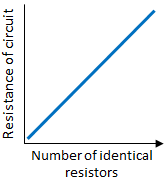 Resistance of circuit
Number of identical
resistors